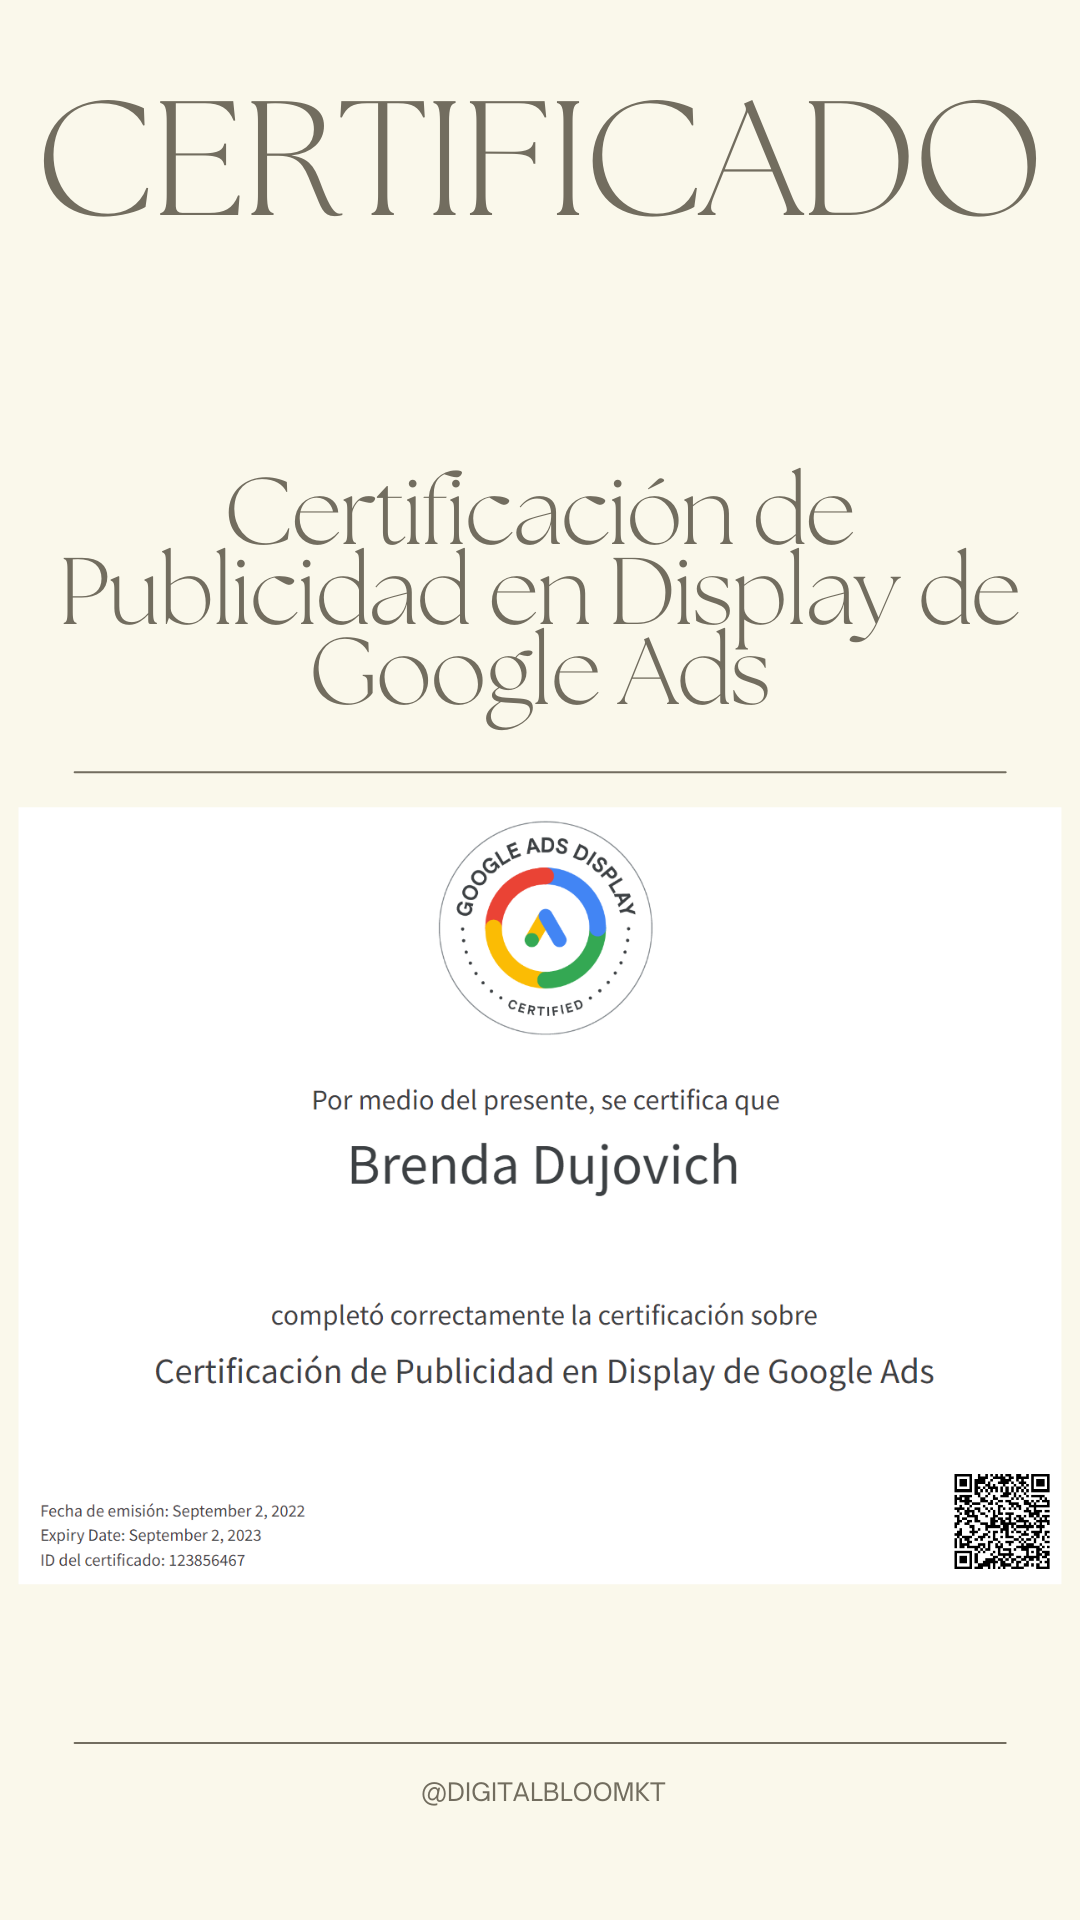 CERTIFICADO
Certificación de
Publicidad en Display de
Google Ads
GOOGLE ADS DISPLAY
CERTIFIED
Por medio del presente, se certifica que
Brenda Dujovich
completó correctamente la certificación sobre
Certificación de Publicidad en Display de Google Ads
Fecha de emisión: September 2, 2022
Expiry Date: September 2, 2023
ID del certificado: 123856467
@DIGITALBLOOMKT